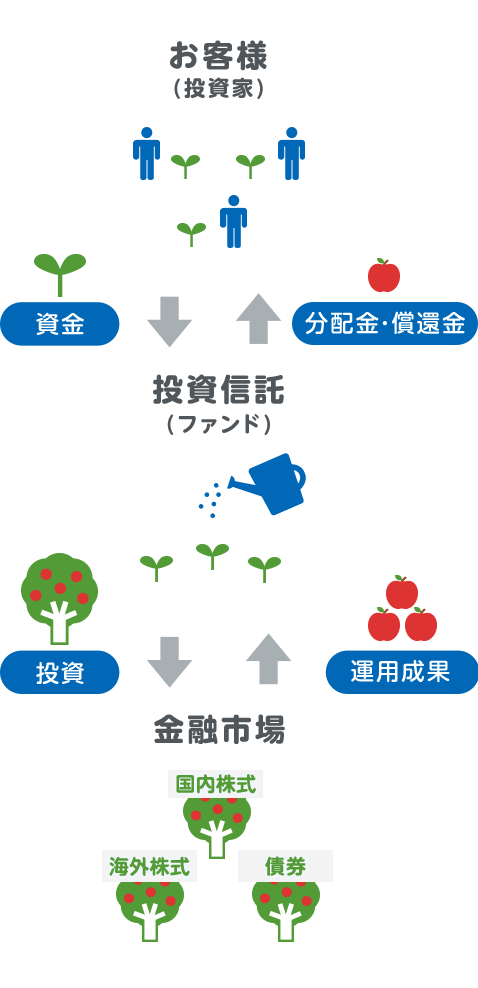 お客様
(投資家)
資金
分配金・償還金
投資信託
(ファンド)
投資
運用成果
金融市場
国内株式
海外株式
債券